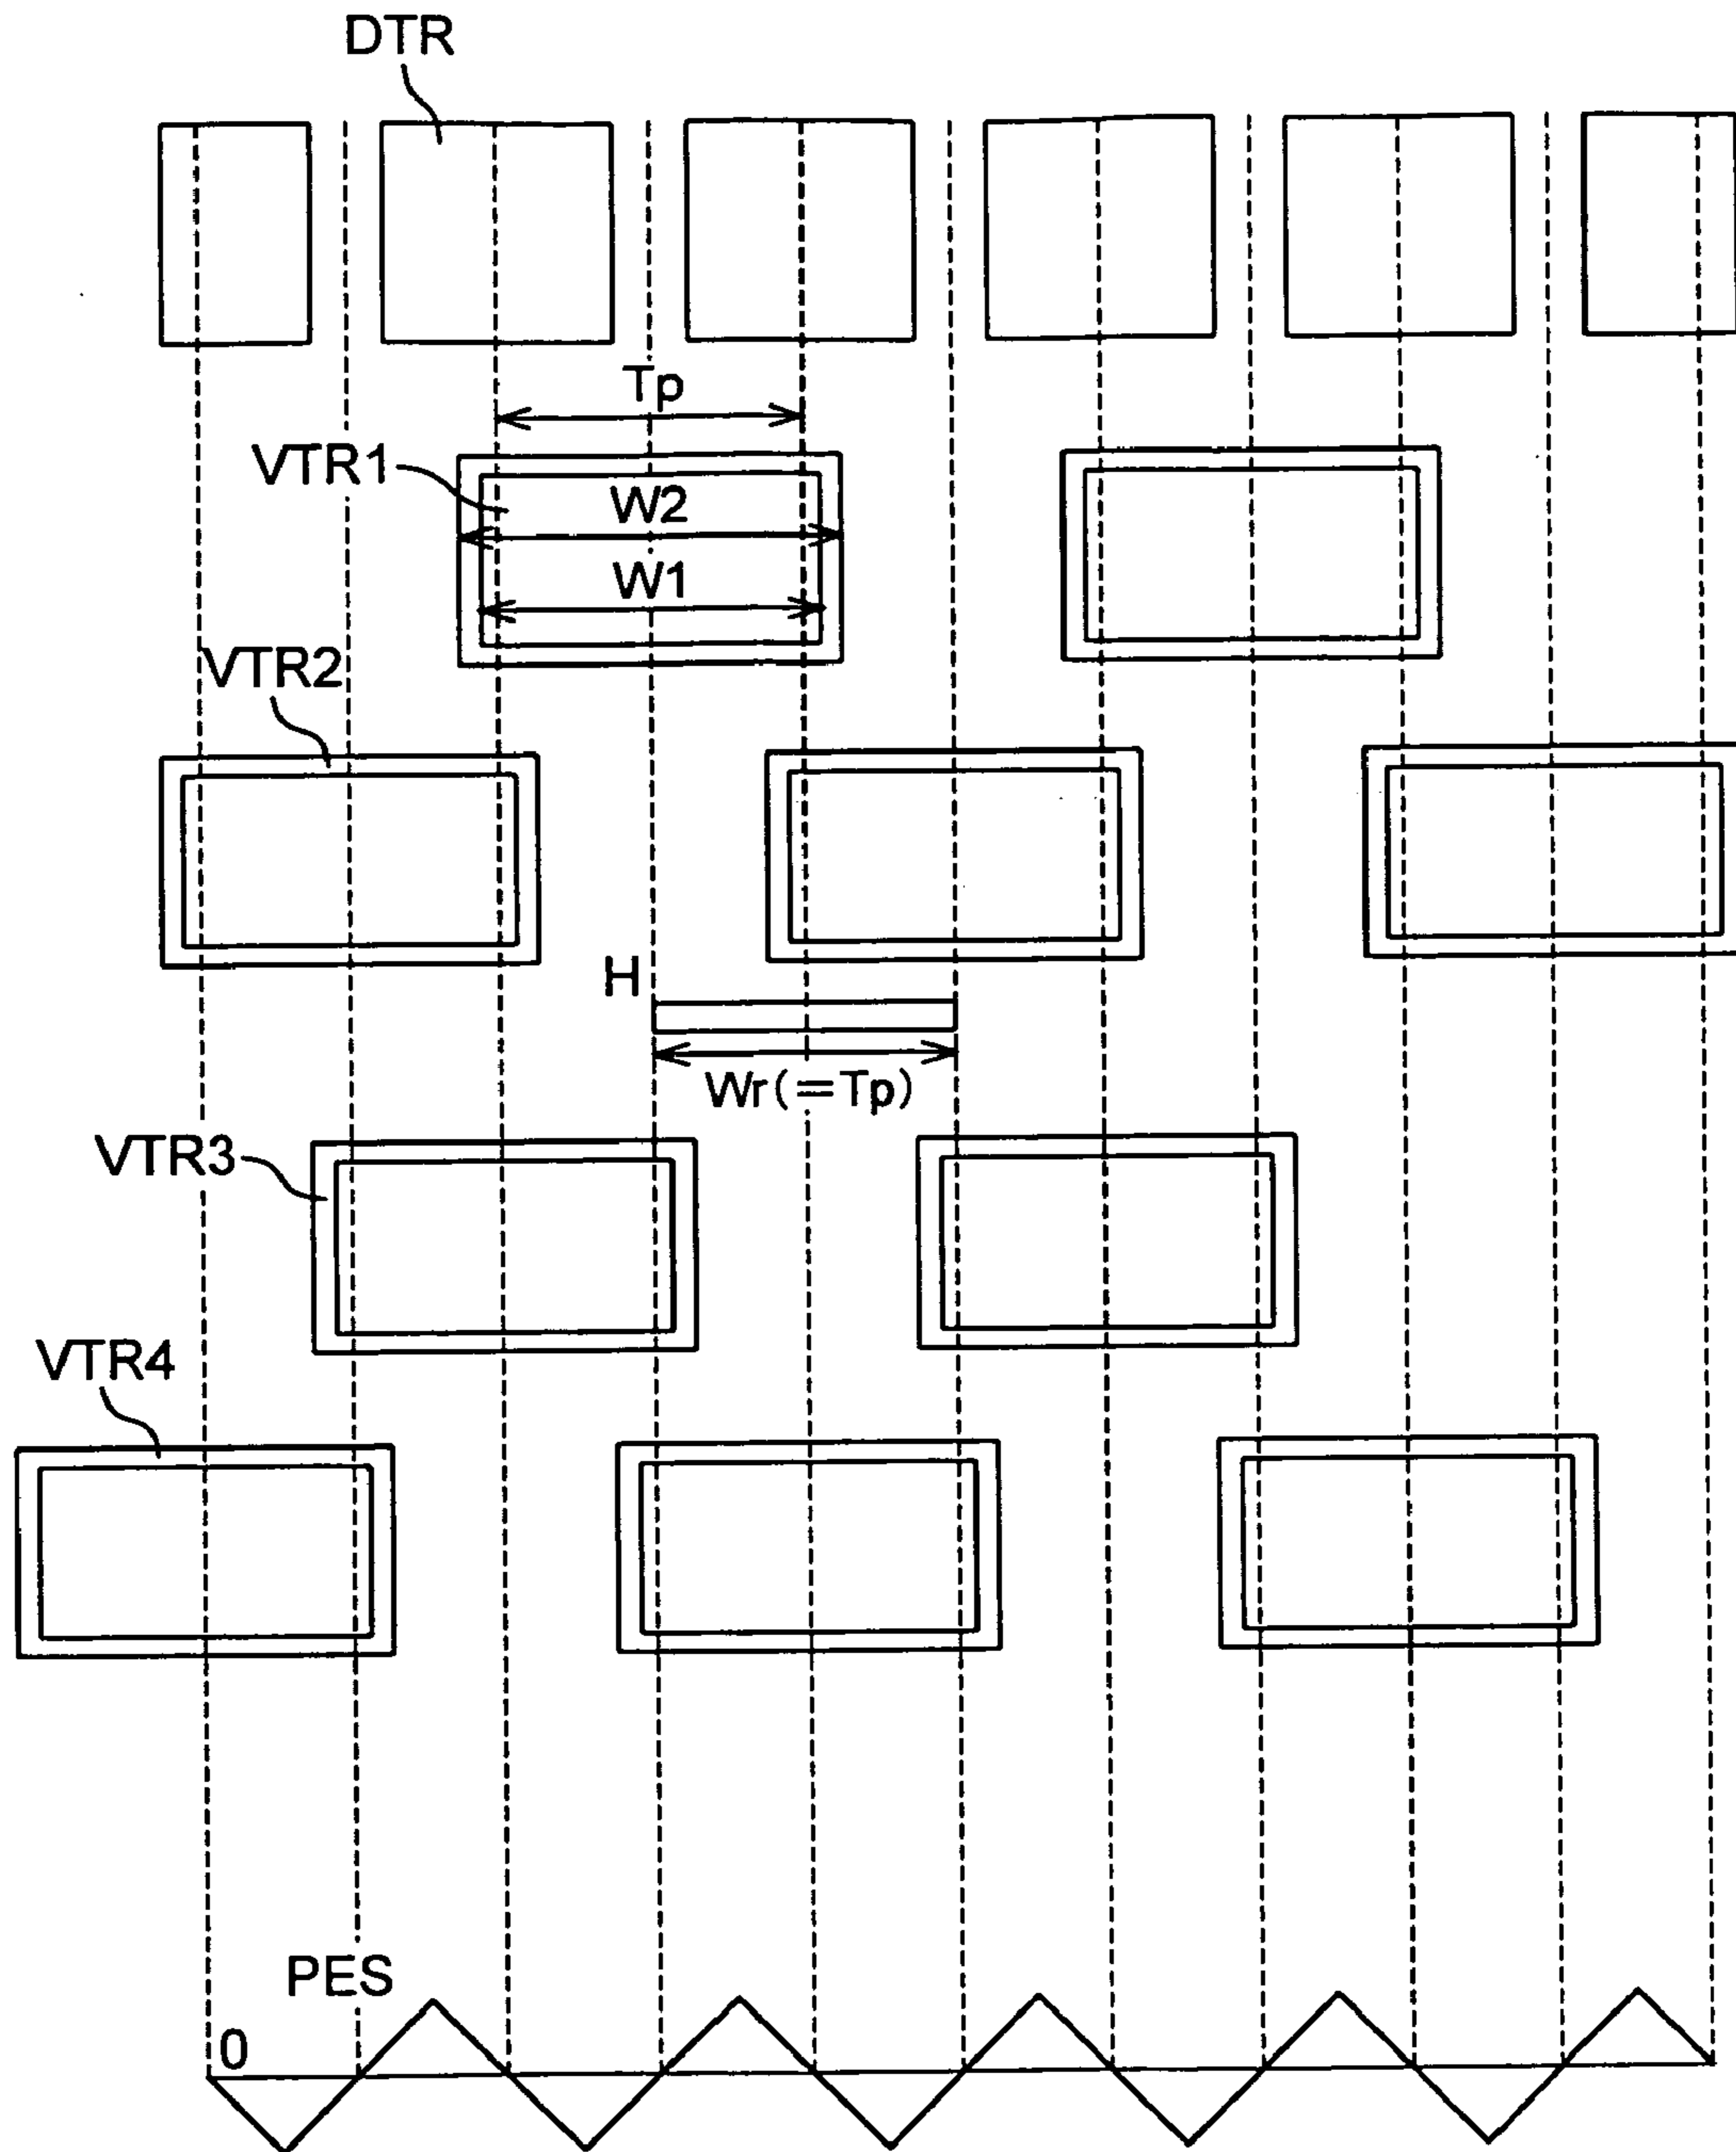 DTR
Tp
VTR1
W2
W1
VTR2
H
Wr(=Tp)
VTR3
VTR4
PES
0